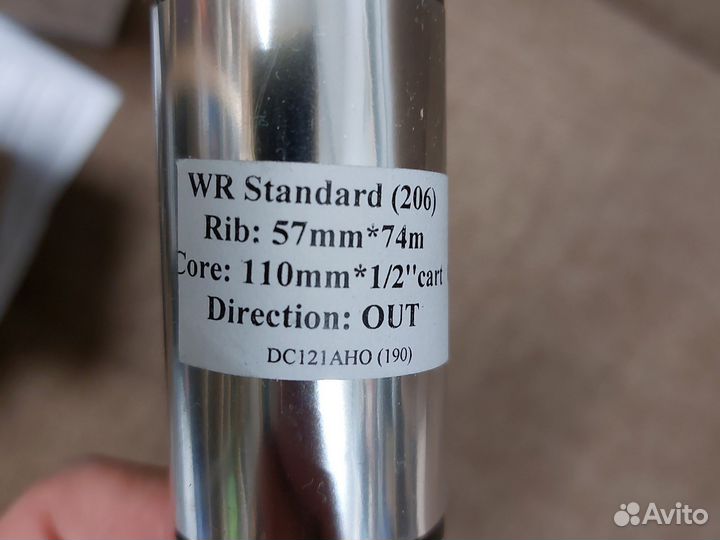 WR Standard (206)
Rib: 57mm*74m
Core: 110mm*1/2"cart
Direction: OUT
DC121AHO (190)
Avito